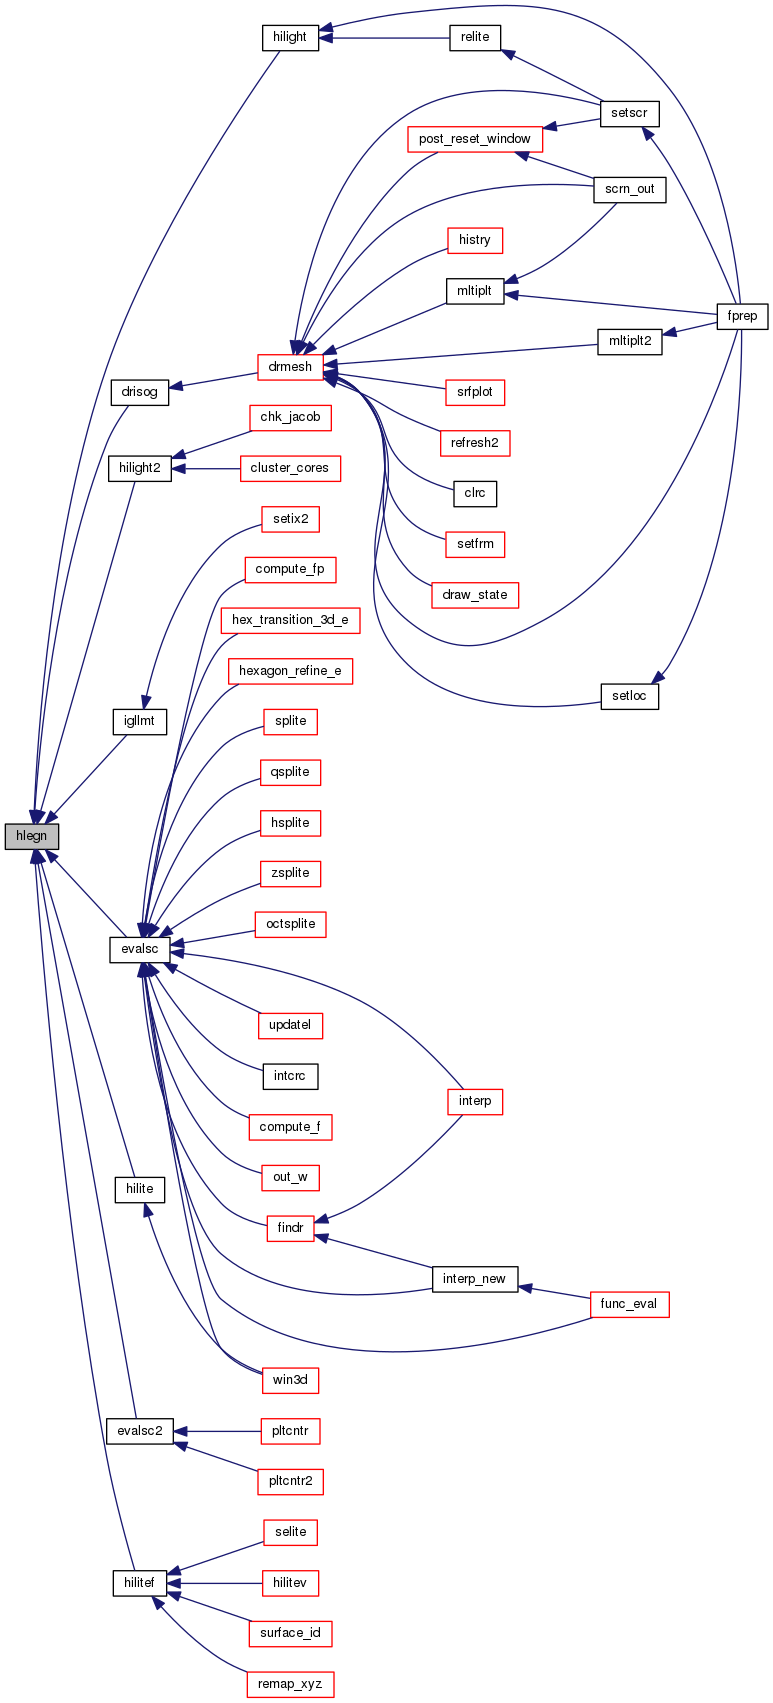 hilight
relite
setscr
post_reset_window
scrn_out
histry
mltiplt
fprep
mltiplt2
drmesh
drisog
srfplot
chk_jacob
refresh2
hilight2
cluster_cores
clrc
setix2
setfrm
compute_fp
draw_state
hex_transition_3d_e
hexagon_refine_e
setloc
igllmt
splite
qsplite
hsplite
hlegn
zsplite
octsplite
evalsc
updatel
intcrc
interp
compute_f
out_w
hilite
findr
interp_new
func_eval
win3d
evalsc2
pltcntr
pltcntr2
selite
hilitef
hilitev
surface_id
remap_xyz